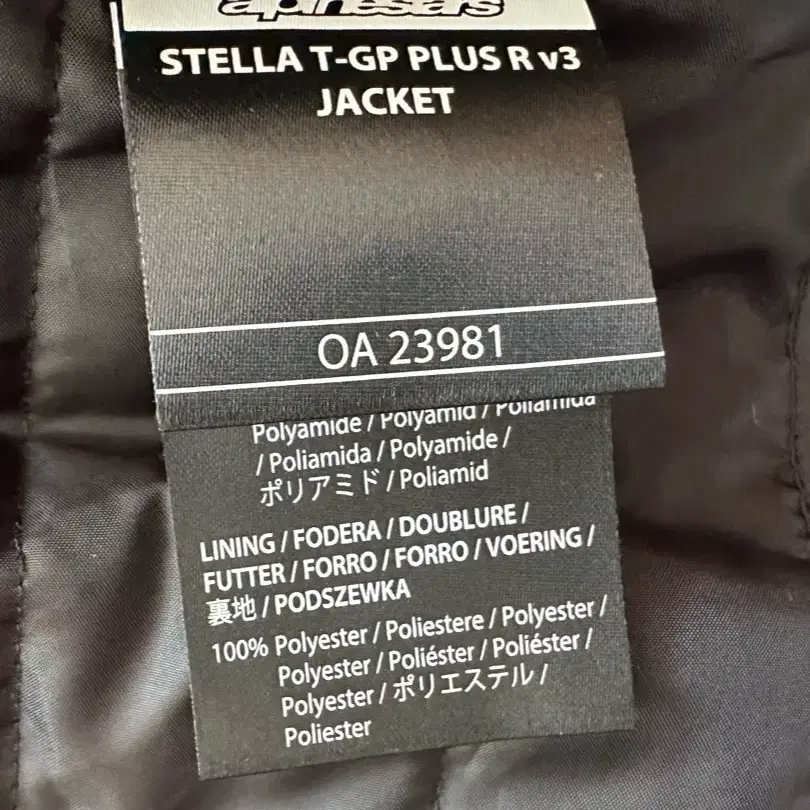 alpinestars
STELLA T-GP PLUS R v3
JACKET
OA 23981
Polyamide / Polyamid / Poliamida
/ Poliamida / Polyamide /
ポリアミド / Poliamid
LINING / FODERA / DOUBLURE /
FUTTER / FORRO / FORRO / VOERING /
裏地 / PODSZEWKA
100% Polyester / Poliestere / Polyester /
Polyester / Poliéster / Poliéster /
Polyester / ポリエステル /
Poliester